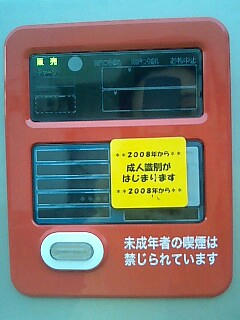 販売
2008年から
成人識別が
はじまります
2008年から
未成年者の喫煙は
禁じられています